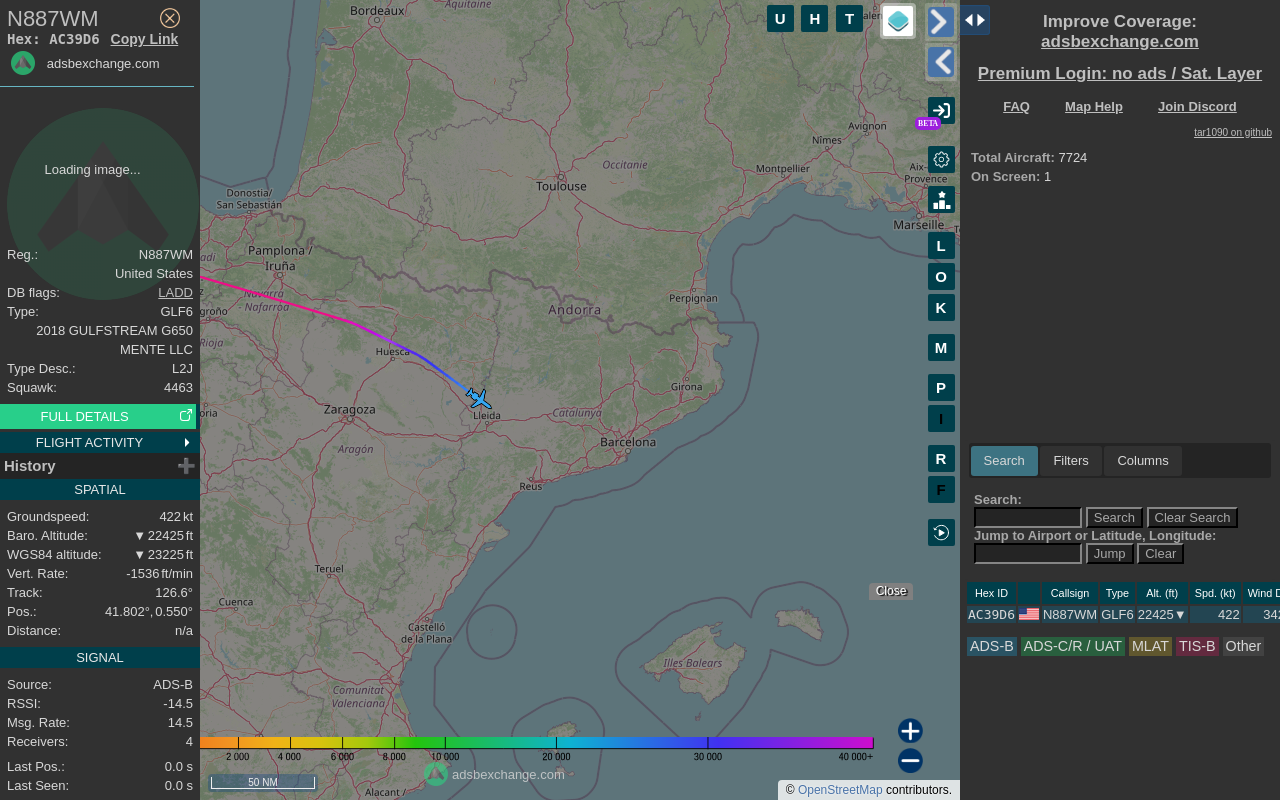 N887WM
Hex: AC39D6 Copy Link
adsbexchange.com
Loading image...
Reg.: N887WM
United States
DB flags: LADD
Type: GLF6
2018 GULFSTREAM G650
MENTE LLC
Type Desc.: L2J
Squawk: 4463
FULL DETAILS
FLIGHT ACTIVITY
History
SPATIAL
Groundspeed: 422 kt
Baro. Altitude: ▼ 22425 ft
WGS84 altitude: ▼ 23225 ft
Vert. Rate: -1536 ft/min
Track: 126.6°
Pos.: 41.802°, 0.550°
Distance: n/a
SIGNAL
Source: ADS-B
RSSI: -14.5
Msg. Rate: 14.5
Receivers: 4
Last Pos.: 0.0 s
Last Seen: 0.0 s
Bordeaux
Aquitaine
U H T
BETA
Avignon
Nîmes
Occitanie
Montpellier
Aix-
Provence
Toulouse
Marseille
Donostia/
San Sebastián
Pamplona /
Iruña
Navarra
- Nafarroa
Rioja
Andorra
Perpignan
Huesca
Girona
Lleida
Zaragoza
Catalunya
Aragón
Barcelona
Reus
Teruel
Cuenca
Castelló
de la Plana
Illes Balears
Comunitat
Valenciana
Alacant /
L
O
K
M
P
I
R
F
Close
2 000 4 000 6 000 8 000 10 000 20 000 30 000 40 000+
50 NM
adsbexchange.com
© OpenStreetMap contributors.
Improve Coverage:
adsbexchange.com
Premium Login: no ads / Sat. Layer
FAQ Map Help Join Discord
tar1090 on github
Total Aircraft: 7724
On Screen: 1
Search Filters Columns
Search:
Search Clear Search
Jump to Airport or Latitude, Longitude:
Jump Clear
Hex ID Callsign Type Alt. (ft) Spd. (kt) Wind D
AC39D6 N887WM GLF6 22425▼ 422 342
ADS-B ADS-C/R / UAT MLAT TIS-B Other